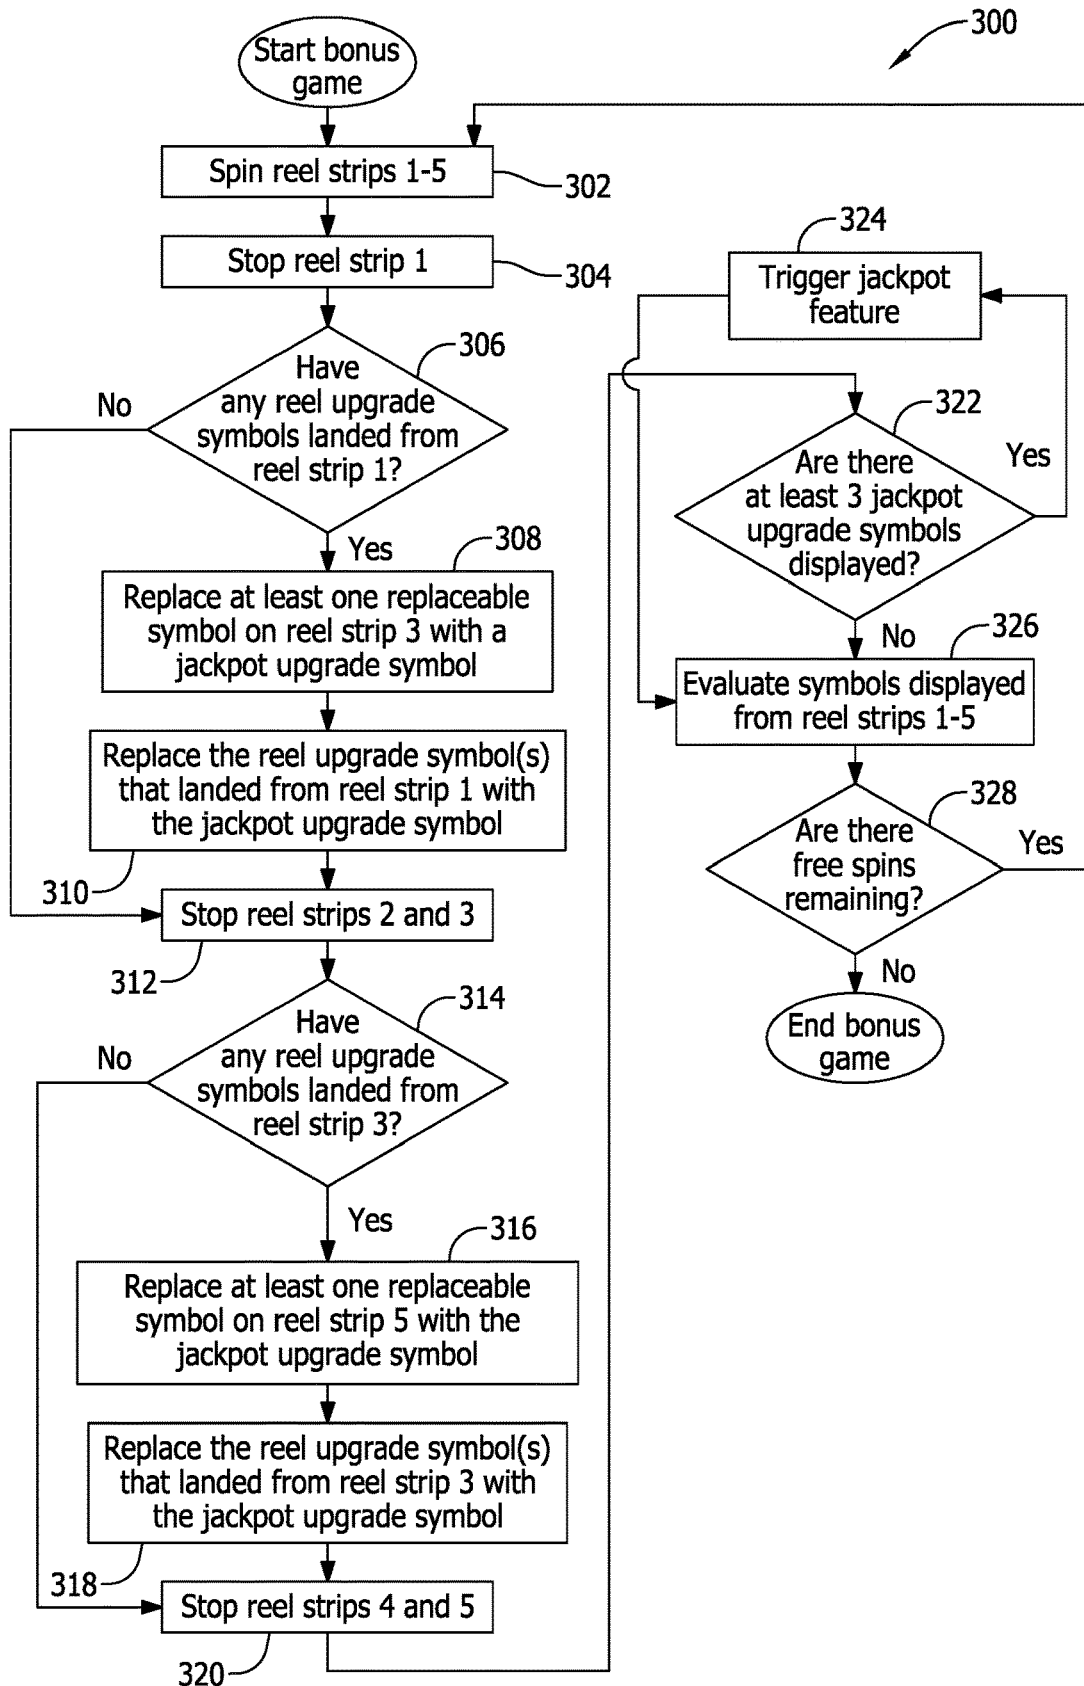 300
Start bonus
game
Spin reel strips 1-5
302
Stop reel strip 1
304
306
Have
any reel upgrade
symbols landed from
reel strip 1?
No
Yes
308
Replace at least one replaceable
symbol on reel strip 3 with a
jackpot upgrade symbol
Replace the reel upgrade symbol(s)
that landed from reel strip 1 with
the jackpot upgrade symbol
310
Stop reel strips 2 and 3
312
314
Have
any reel upgrade
symbols landed from
reel strip 3?
No
Yes
316
Replace at least one replaceable
symbol on reel strip 5 with the
jackpot upgrade symbol
Replace the reel upgrade symbol(s)
that landed from reel strip 3 with
the jackpot upgrade symbol
318
Stop reel strips 4 and 5
320
324
Trigger jackpot
feature
322
Are there
at least 3 jackpot
upgrade symbols
displayed?
Yes
No
326
Evaluate symbols displayed
from reel strips 1-5
328
Are there
free spins
remaining?
Yes
No
End bonus
game